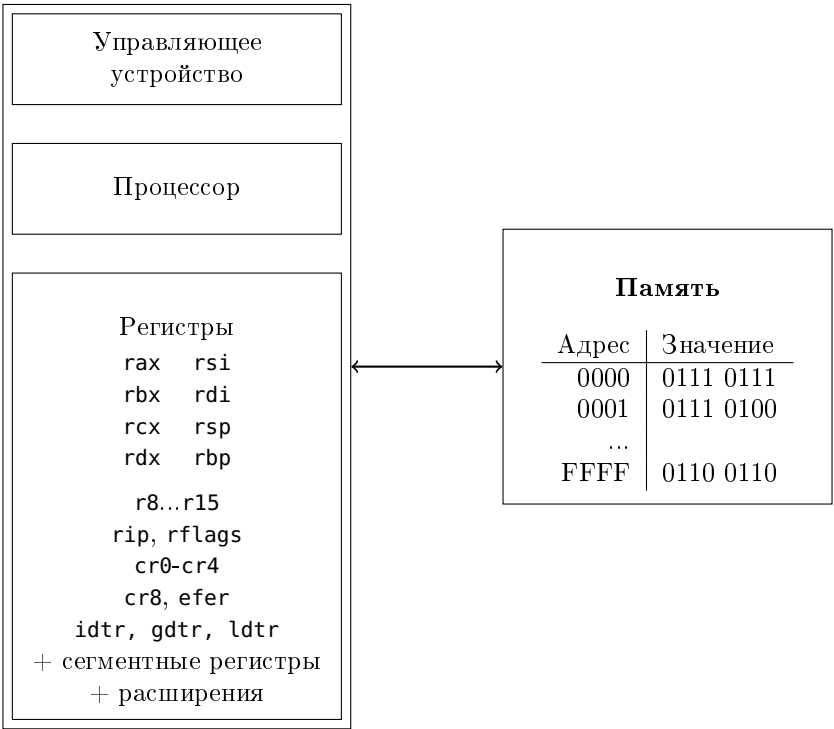 Управляющее
устройство
Процессор
Регистры
rax rsi
rbx rdi
rcx rsp
rdx rbp
r8...r15
rip, rflags
cr0-cr4
cr8, efer
idtr, gdtr, ldtr
+ сегментные регистры
+ расширения
Память
Адрес Значение
0000 0111 0111
0001 0111 0100
...
FFFF 0110 0110